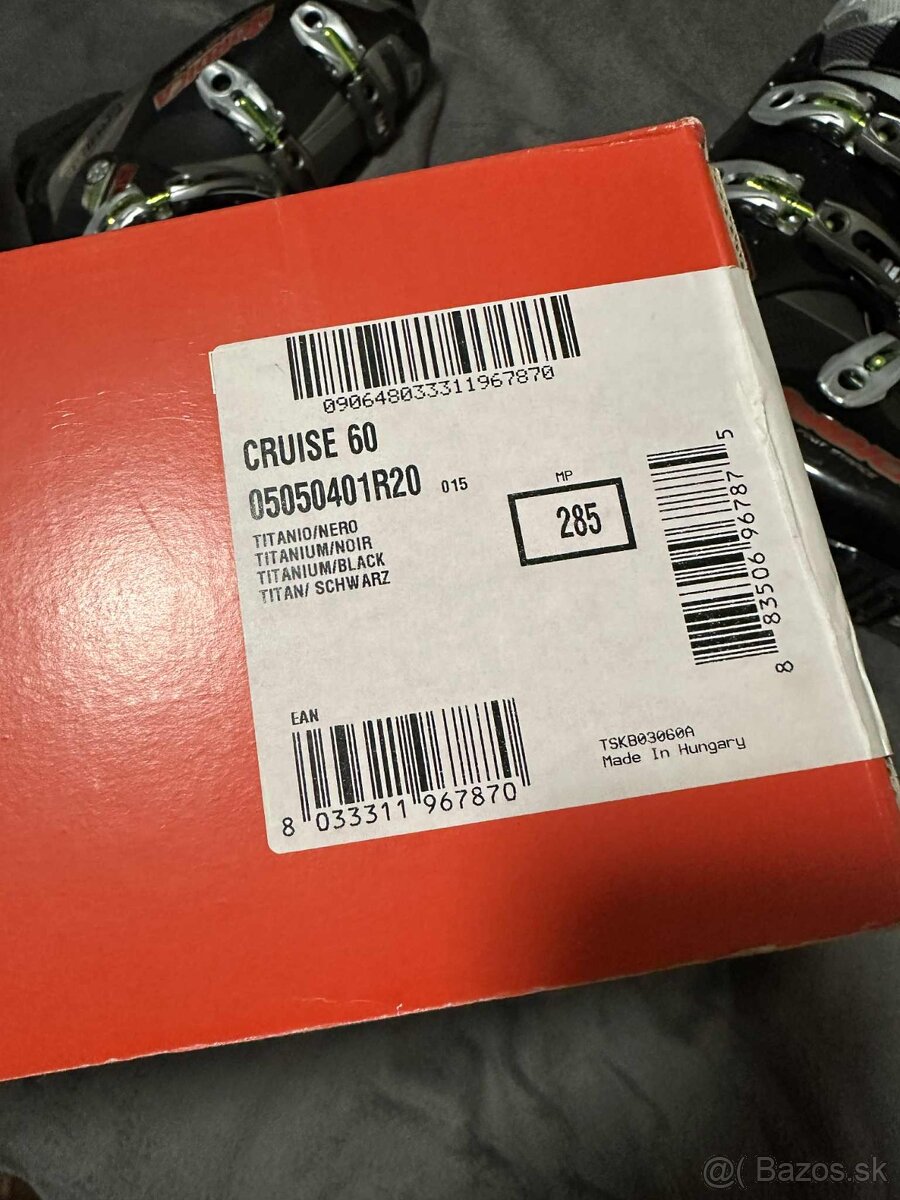 090648033311967870
CRUISE 60
05050401R20 015
TITANIO/NERO
TITANIUM/NOIR
TITANIUM/BLACK
TITAN/ SCHWARZ
MP
285
8 83506 96787 5
EAN
8 033311 967870
TSKB03060A
Made In Hungary
@( Bazos.sk